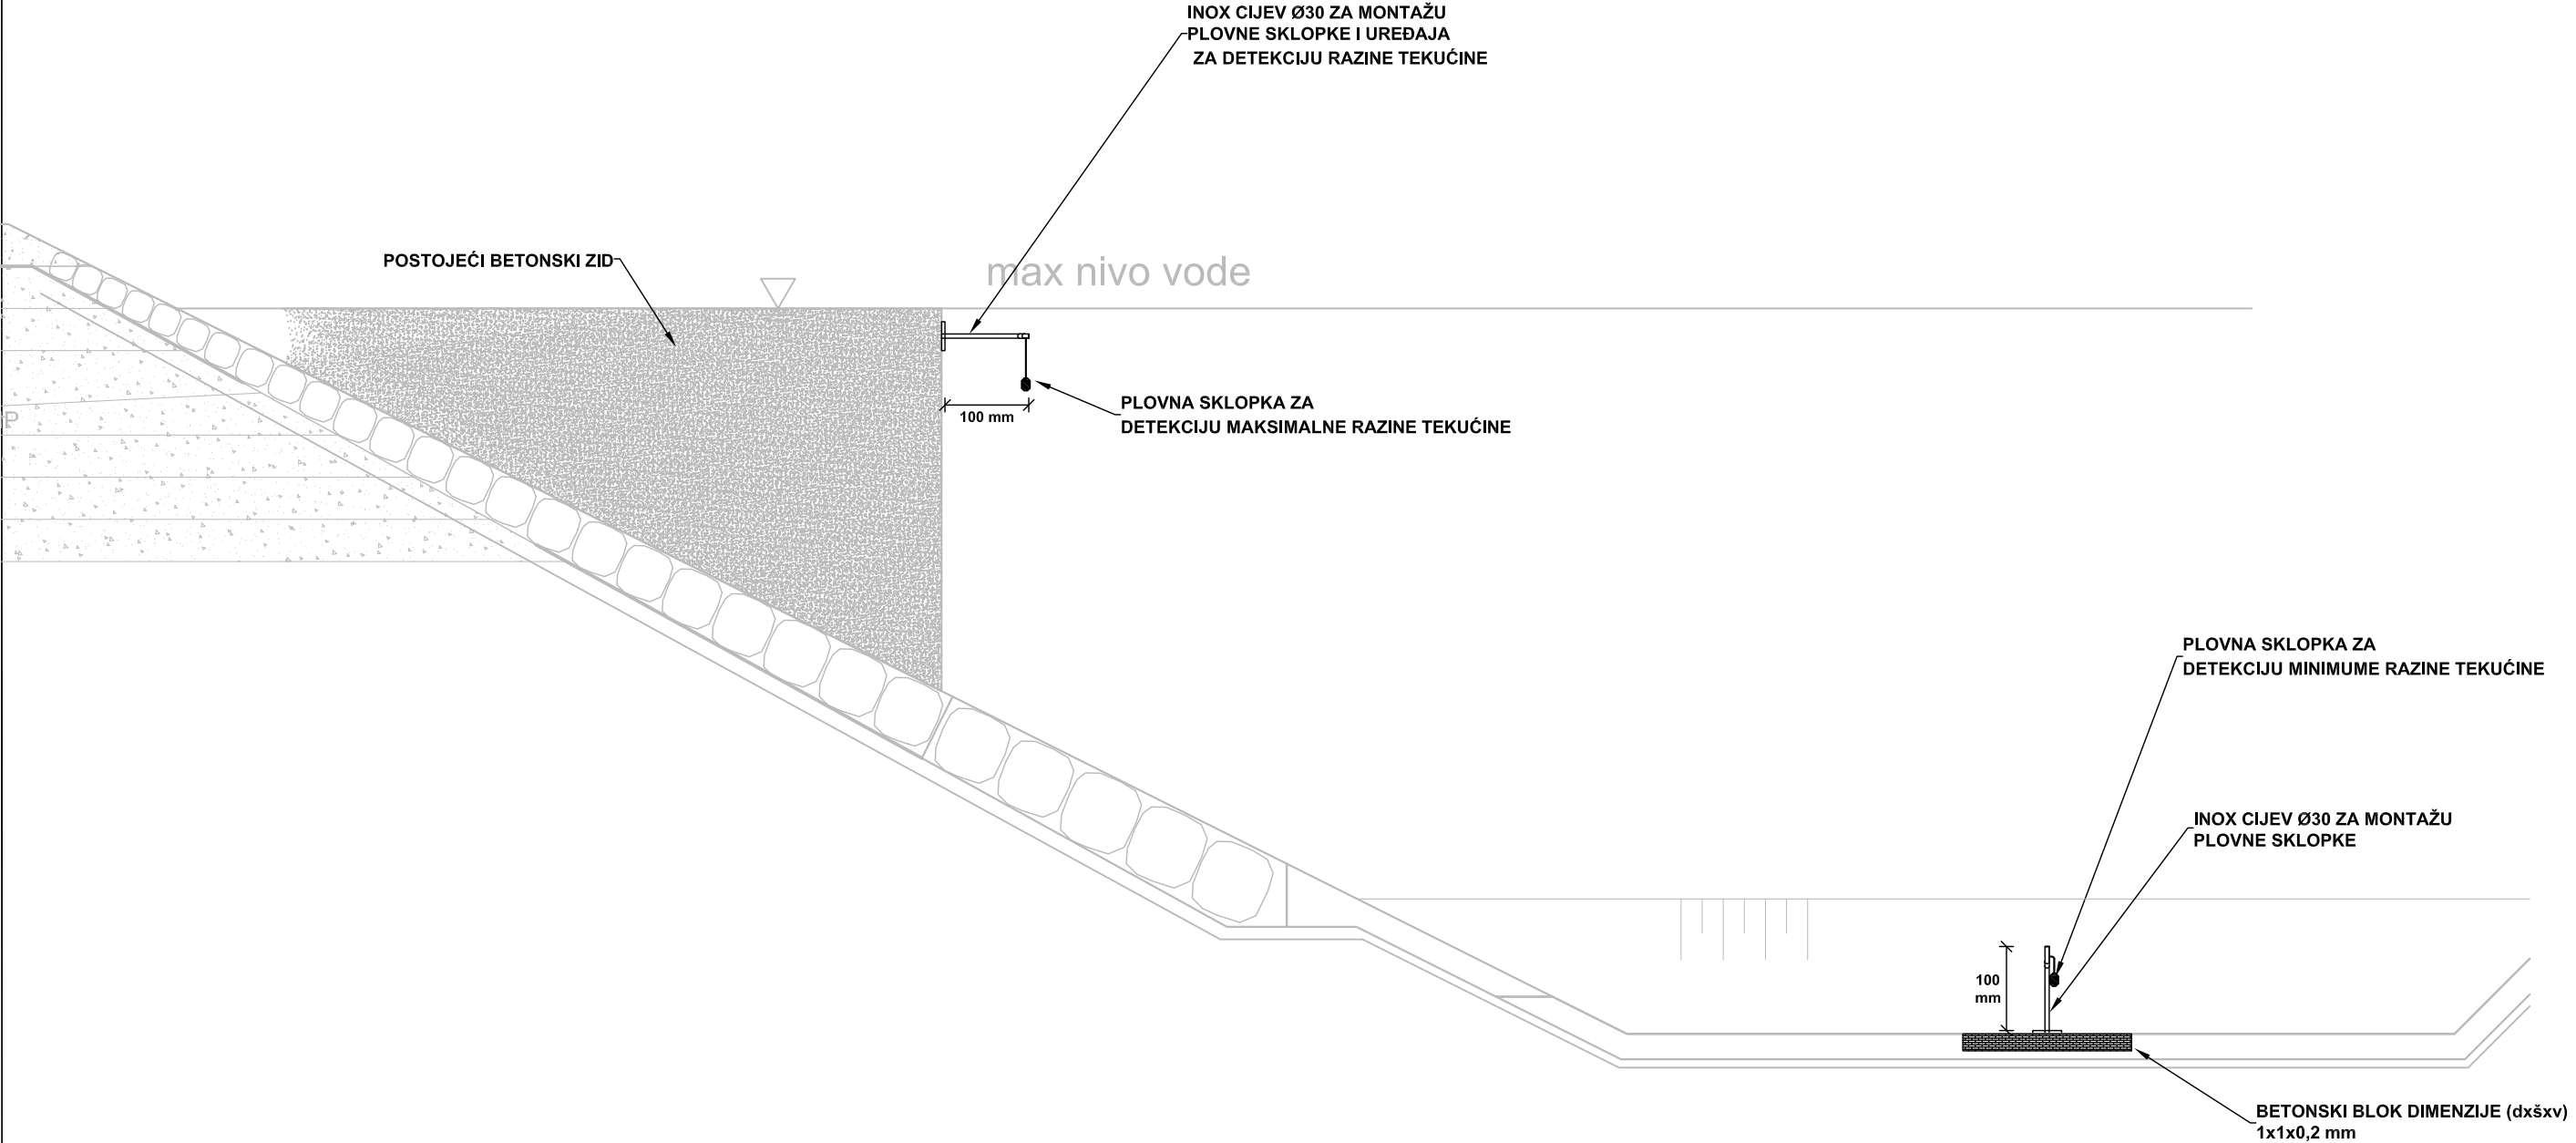 INOX CIJEV Ø30 ZA MONTAŽU
PLOVNE SKLOPKE I UREĐAJA
ZA DETEKCIJU RAZINE TEKUĆINE
POSTOJEĆI BETONSKI ZID
max nivo vode
P
100 mm
PLOVNA SKLOPKA ZA
DETEKCIJU MAKSIMALNE RAZINE TEKUĆINE
PLOVNA SKLOPKA ZA
DETEKCIJU MINIMUME RAZINE TEKUĆINE
INOX CIJEV Ø30 ZA MONTAŽU
PLOVNE SKLOPKE
100
mm
BETONSKI BLOK DIMENZIJE (dxšxv)
1x1x0,2 mm